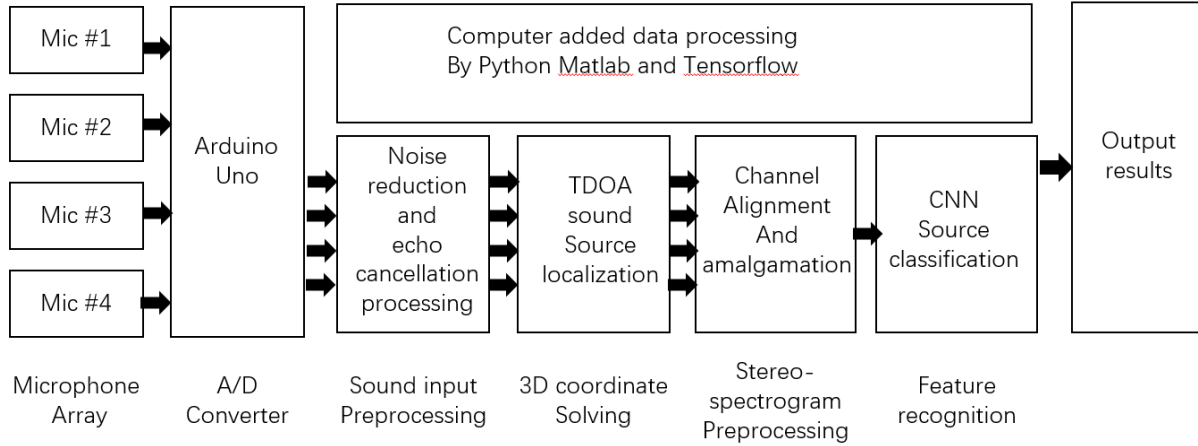 Mic #1
Mic #2
Mic #3
Mic #4
Arduino
Uno
Computer added data processing
By Python Matlab and Tensorflow
Noise
reduction
and
echo
cancellation
processing
TDOA
sound
Source
localization
Channel
Alignment
And
amalgamation
CNN
Source
classification
Output
results
Microphone
Array
A/D
Converter
Sound input
Preprocessing
3D coordinate
Solving
Stereo-
spectrogram
Preprocessing
Feature
recognition